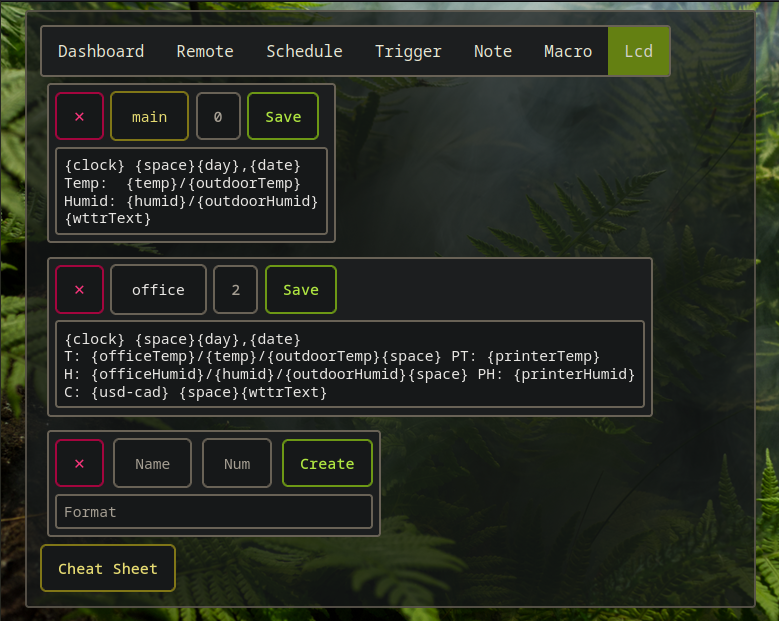 Dashboard Remote Schedule Trigger Note Macro Lcd
× main 0 Save
{clock} {space}{day},{date}
Temp:  {temp}/{outdoorTemp}
Humid: {humid}/{outdoorHumid}
{wttrText}
× office 2 Save
{clock} {space}{day},{date}
T: {officeTemp}/{temp}/{outdoorTemp}{space} PT: {printerTemp}
H: {officeHumid}/{humid}/{outdoorHumid}{space} PH: {printerHumid}
C: {usd-cad} {space}{wttrText}
× Name Num Create
Format
Cheat Sheet